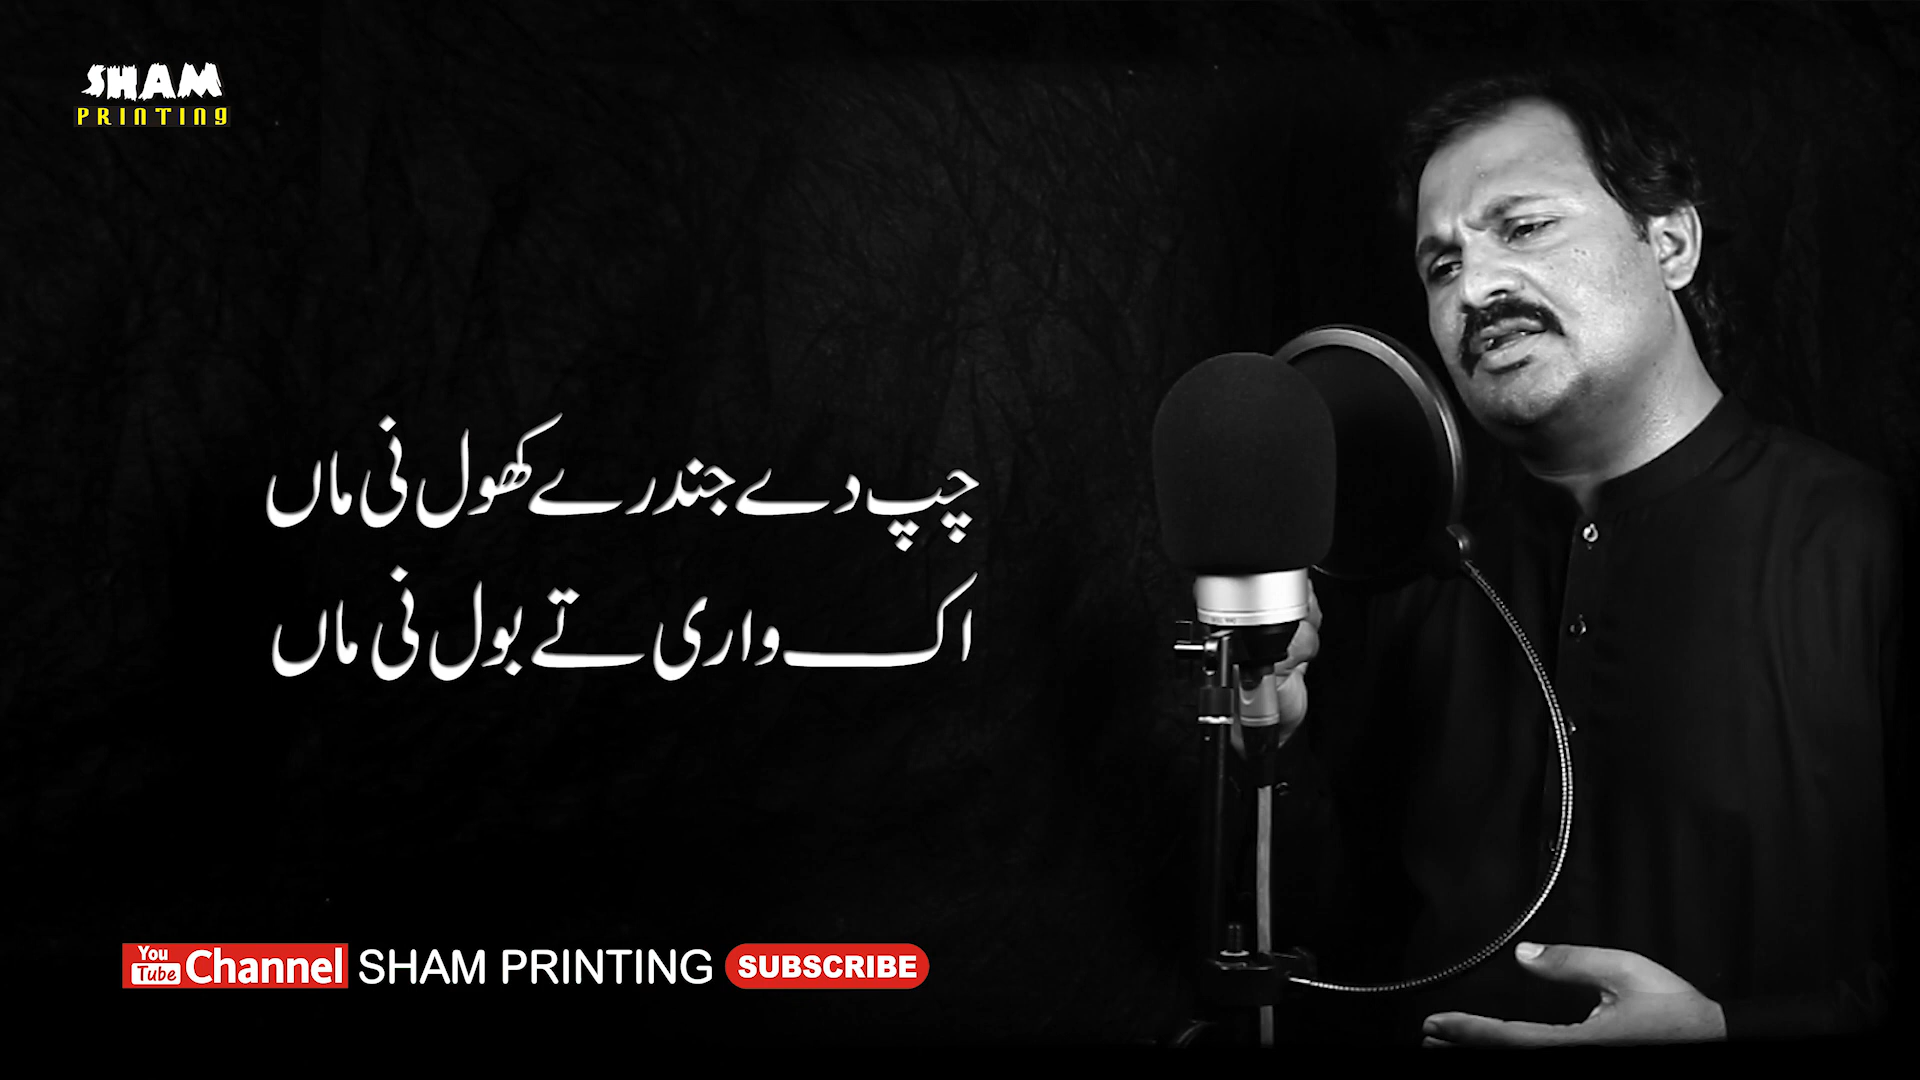 SHAM
PRINTING
چپ دے جندرے کھول نی ماں
اک واری تے بول نی ماں
You Tube Channel SHAM PRINTING SUBSCRIBE